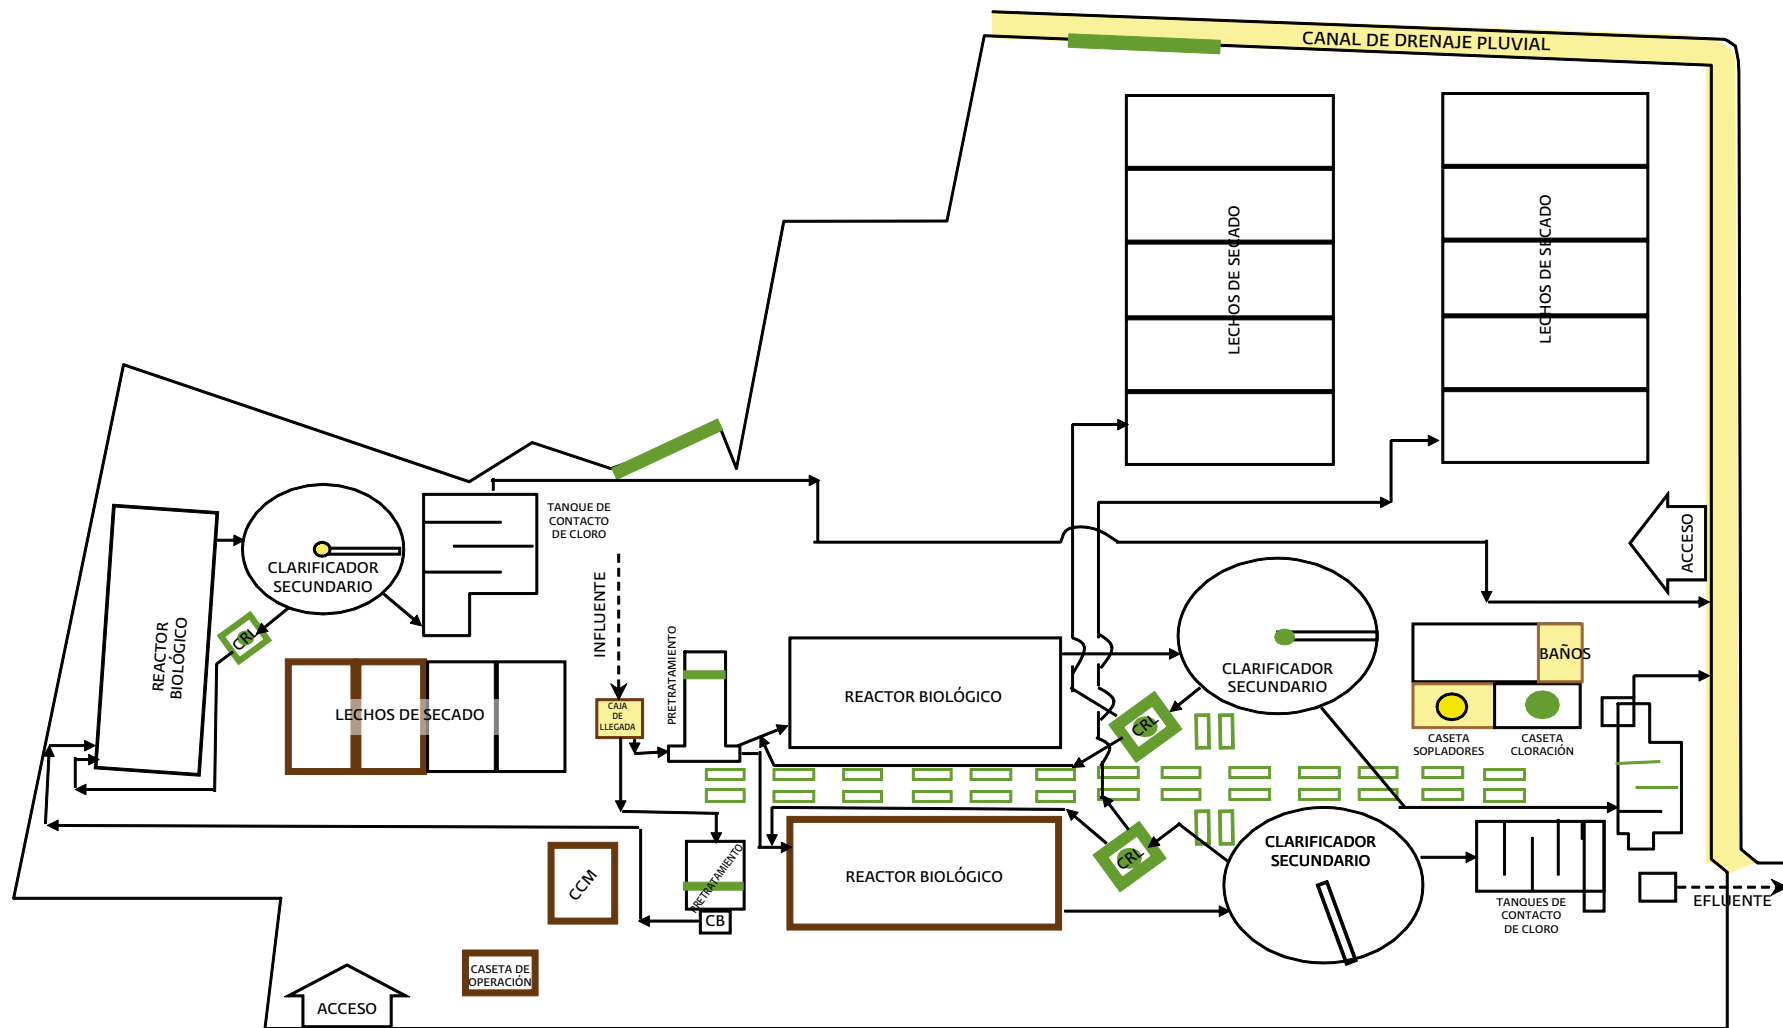 CANAL DE DRENAJE PLUVIAL
LECHOS DE SECADO
LECHOS DE SECADO
ACCESO
TANQUE DE
CONTACTO
DE CLORO
CLARIFICADOR
SECUNDARIO
REACTOR
BIOLÓGICO
CRL
INFLUENTE
PRETRATAMIENTO
LECHOS DE SECADO
CAJA
DE
LLEGADA
REACTOR BIOLÓGICO
CLARIFICADOR
SECUNDARIO
CRL
BAÑOS
CASETA
SOPLADORES
CASETA
CLORACIÓN
CCM
PRETRATAMIENTO
CB
REACTOR BIOLÓGICO
CRL
CLARIFICADOR
SECUNDARIO
TANQUES DE
CONTACTO
DE CLORO
EFLUENTE
CASETA DE
OPERACIÓN
ACCESO